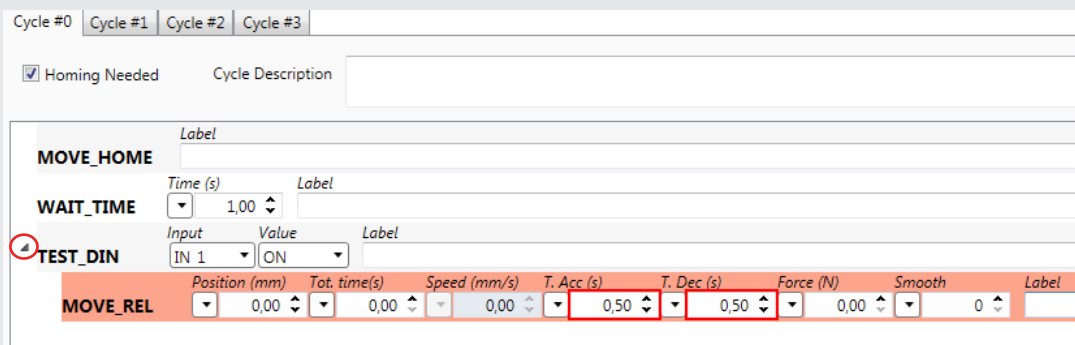 Cycle #0 Cycle #1 Cycle #2 Cycle #3
Homing Needed Cycle Description
Label
MOVE_HOME
Time (s) Label
WAIT_TIME 1,00
Input Value Label
TEST_DIN IN 1 ON
Position (mm) Tot. time(s) Speed (mm/s) T. Acc (s) T. Dec (s) Force (N) Smooth Label
MOVE_REL 0,00 0,00 0,00 0,50 0,50 0,00 0